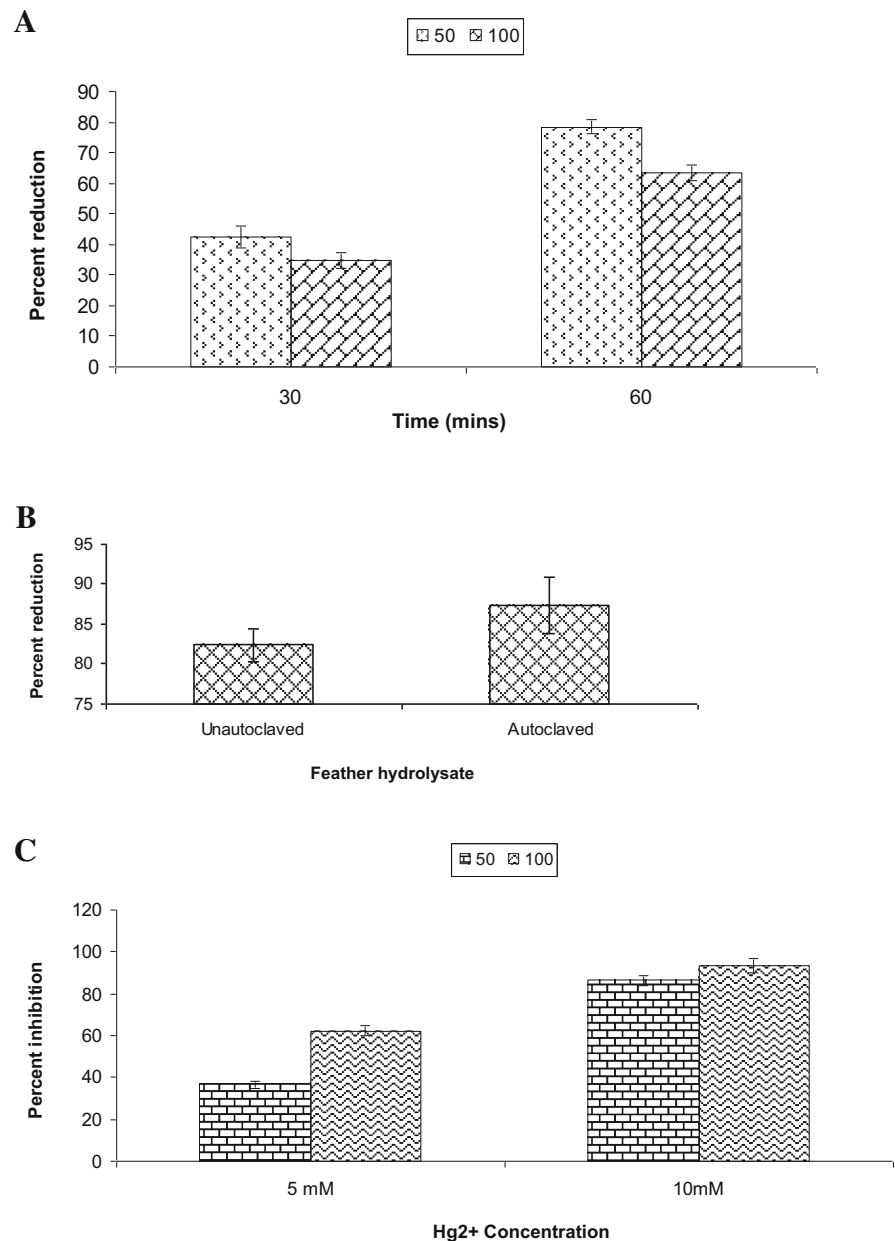 A
50 100
90
80
70
60
50
40
30
20
10
0
Percent reduction
30 60
Time (mins)
B
95
90
85
80
75
Percent reduction
Unautoclaved Autoclaved
Feather hydrolysate
C
50 100
120
100
80
60
40
20
0
Percent inhibition
5 mM 10mM
Hg2+ Concentration